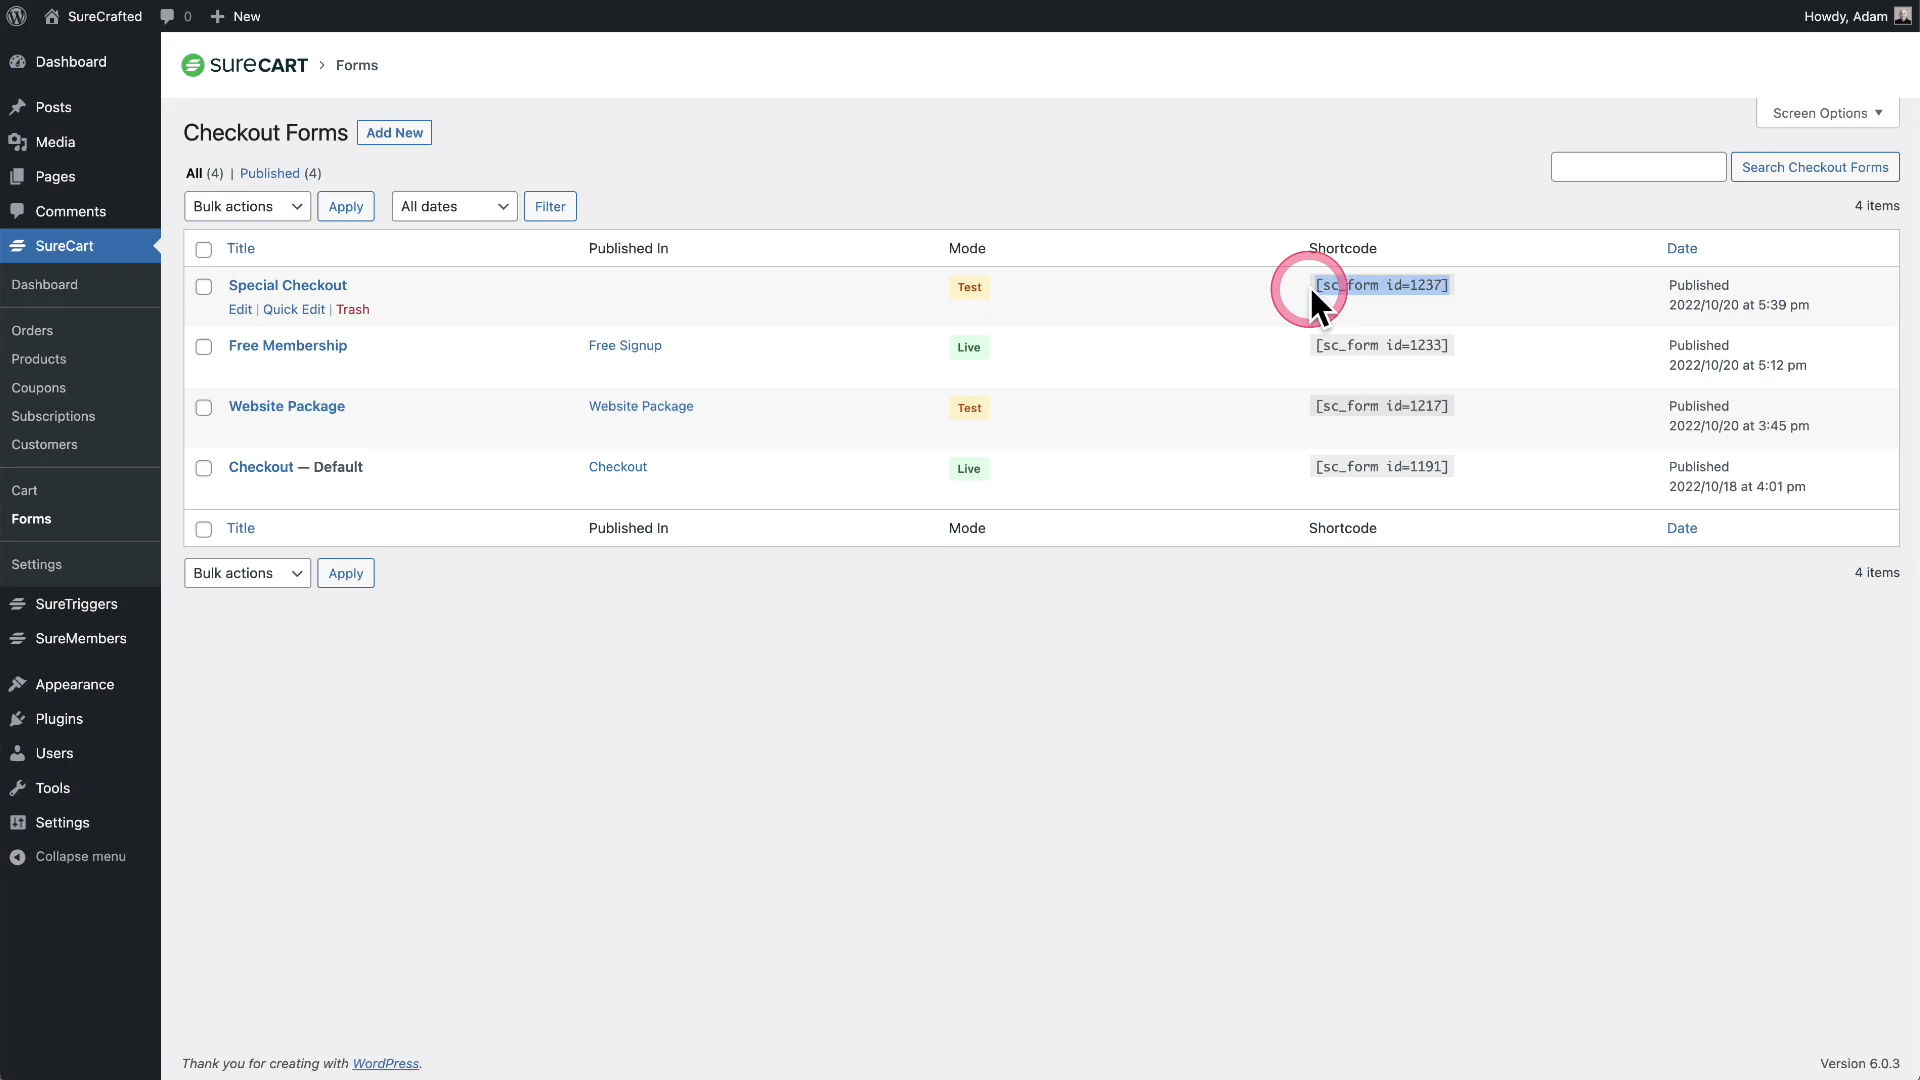 SureCrafted 0 New Howdy, Adam
Dashboard
Posts
Media
Pages
Comments
SureCart
Dashboard
Orders
Products
Coupons
Subscriptions
Customers
Cart
Forms
Settings
SureTriggers
SureMembers
Appearance
Plugins
Users
Tools
Settings
Collapse menu
SURECART > Forms
Screen Options ▼
Checkout Forms Add New
All (4) | Published (4)
Search Checkout Forms
Bulk actions Apply All dates Filter 4 items
Title Published In Mode Shortcode Date
Special Checkout Test [sc_form id=1237] Published
Edit | Quick Edit | Trash 2022/10/20 at 5:39 pm
Free Membership Free Signup Live [sc_form id=1233] Published
2022/10/20 at 5:12 pm
Website Package Website Package Test [sc_form id=1217] Published
2022/10/20 at 3:45 pm
Checkout — Default Checkout Live [sc_form id=1191] Published
2022/10/18 at 4:01 pm
Title Published In Mode Shortcode Date
Bulk actions Apply 4 items
Thank you for creating with WordPress. Version 6.0.3